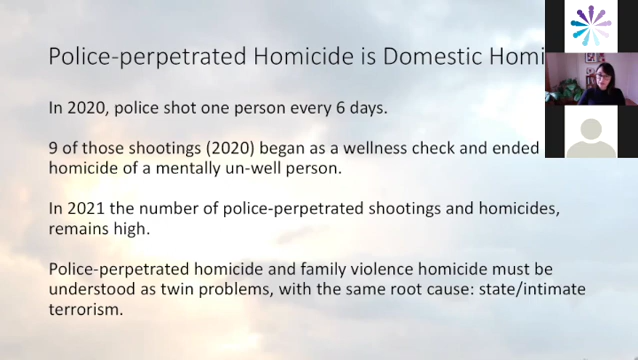 Police-perpetrated Homicide is Domestic Homi
In 2020, police shot one person every 6 days.
9 of those shootings (2020) began as a wellness check and ended
homicide of a mentally un-well person.
In 2021 the number of police-perpetrated shootings and homicides,
remains high.
Police-perpetrated homicide and family violence homicide must be
understood as twin problems, with the same root cause: state/intimate
terrorism.